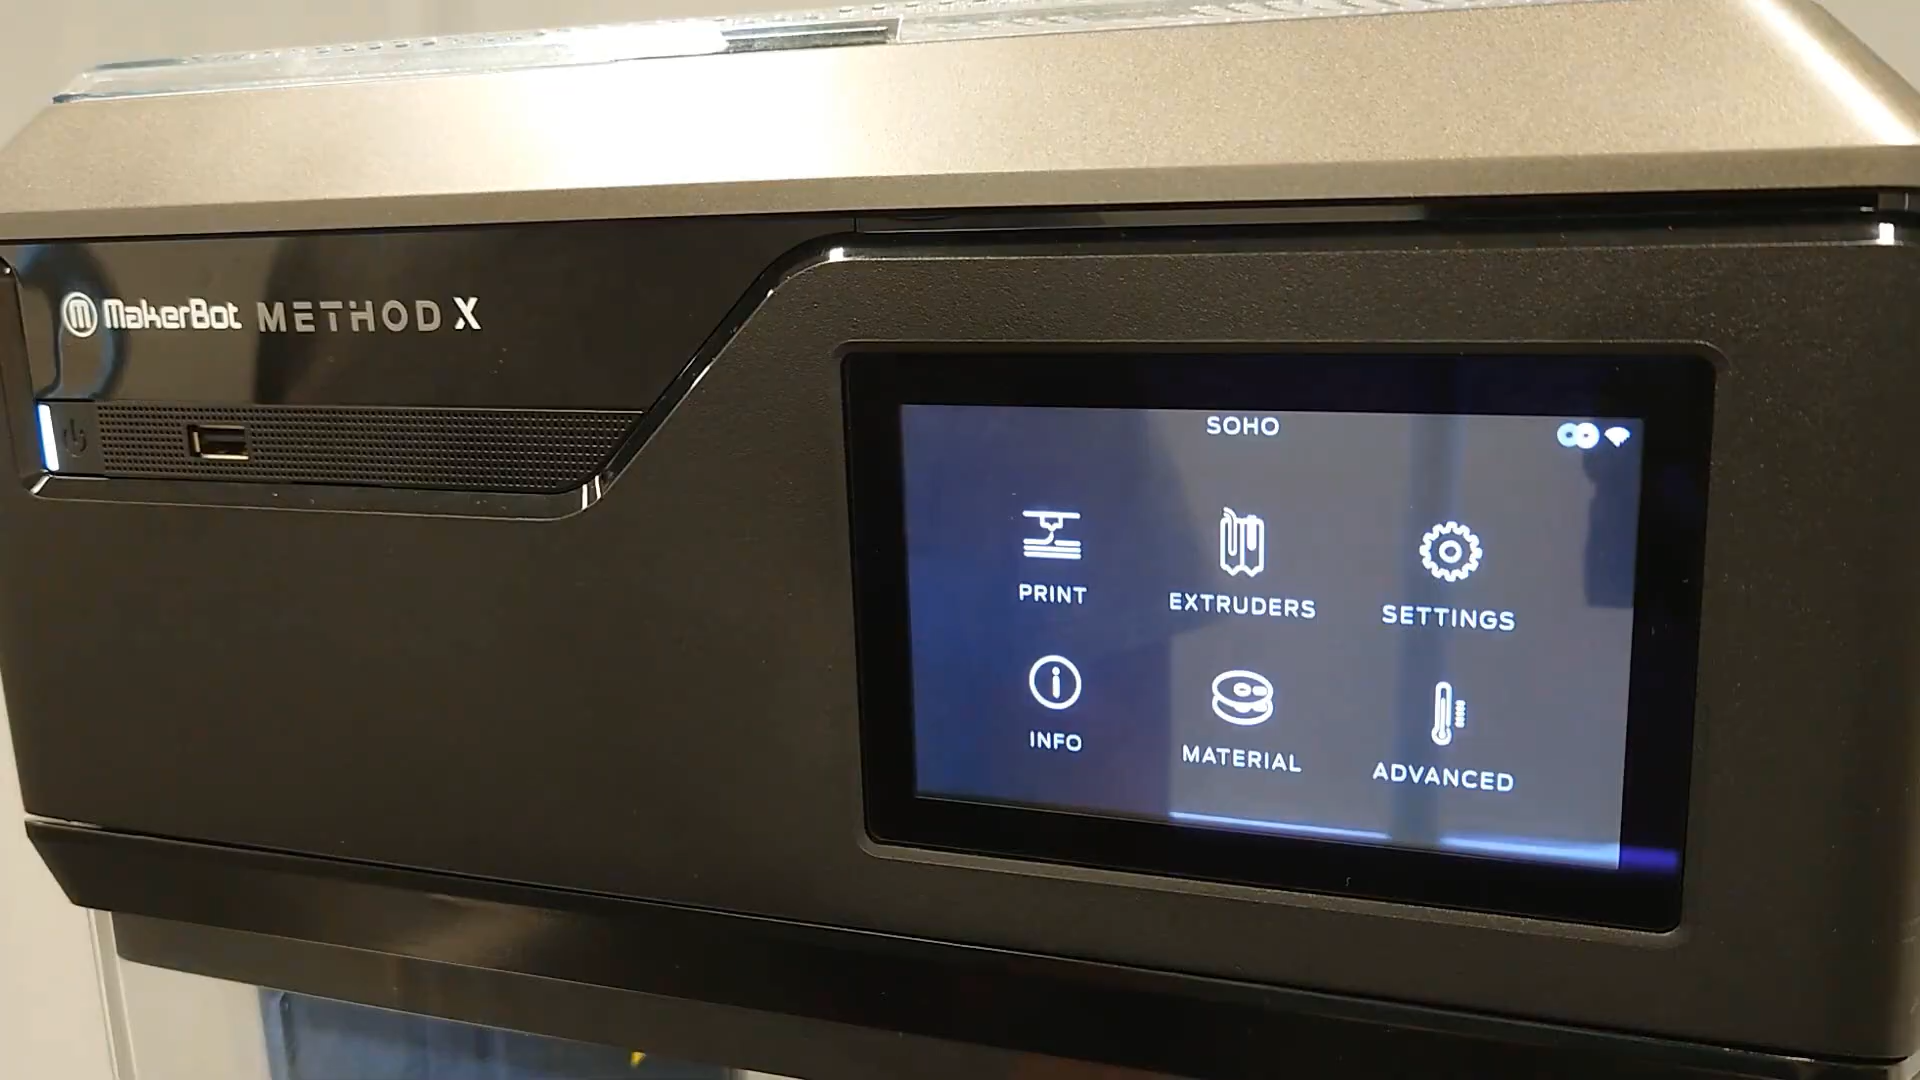 MakerBot METHOD X
SOHO
PRINT
EXTRUDERS
SETTINGS
INFO
MATERIAL
ADVANCED